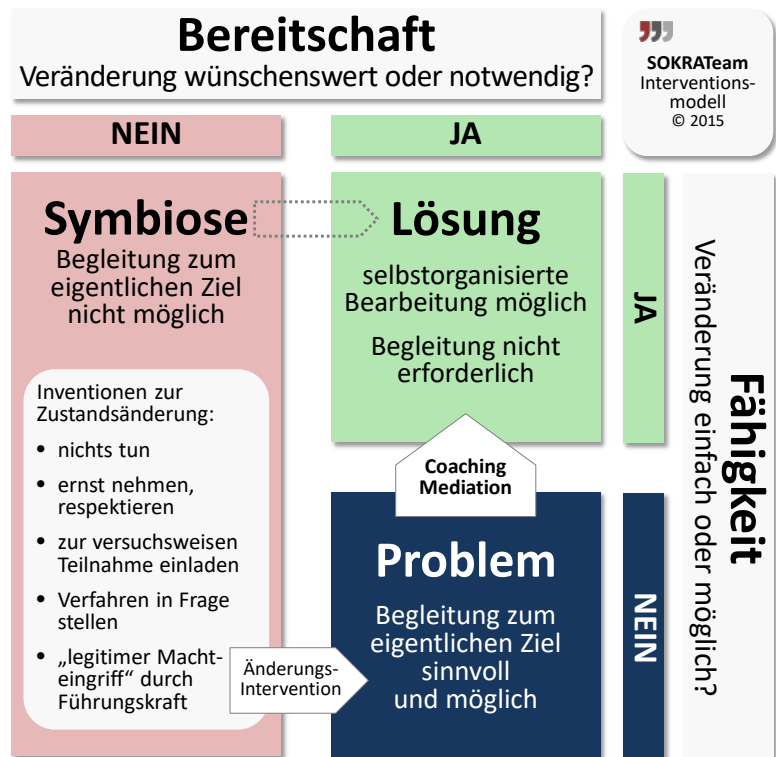 Bereitschaft
Veränderung wünschenswert oder notwendig?
SOKRATeam
Interventions-
modell
© 2015
NEIN
JA
Symbiose
Begleitung zum
eigentlichen Ziel
nicht möglich
Inventionen zur
Zustandsänderung:
• nichts tun
• ernst nehmen,
respektieren
• zur versuchsweisen
Teilnahme einladen
• Verfahren in Frage
stellen
• „legitimer Macht-
eingriff“ durch
Führungskraft
Änderungs-
Intervention
Lösung
selbstorganisierte
Bearbeitung möglich
Begleitung nicht
erforderlich
Coaching
Mediation
Problem
Begleitung zum
eigentlichen Ziel
sinnvoll
und möglich
JA
NEIN
Fähigkeit
Veränderung einfach oder möglich?